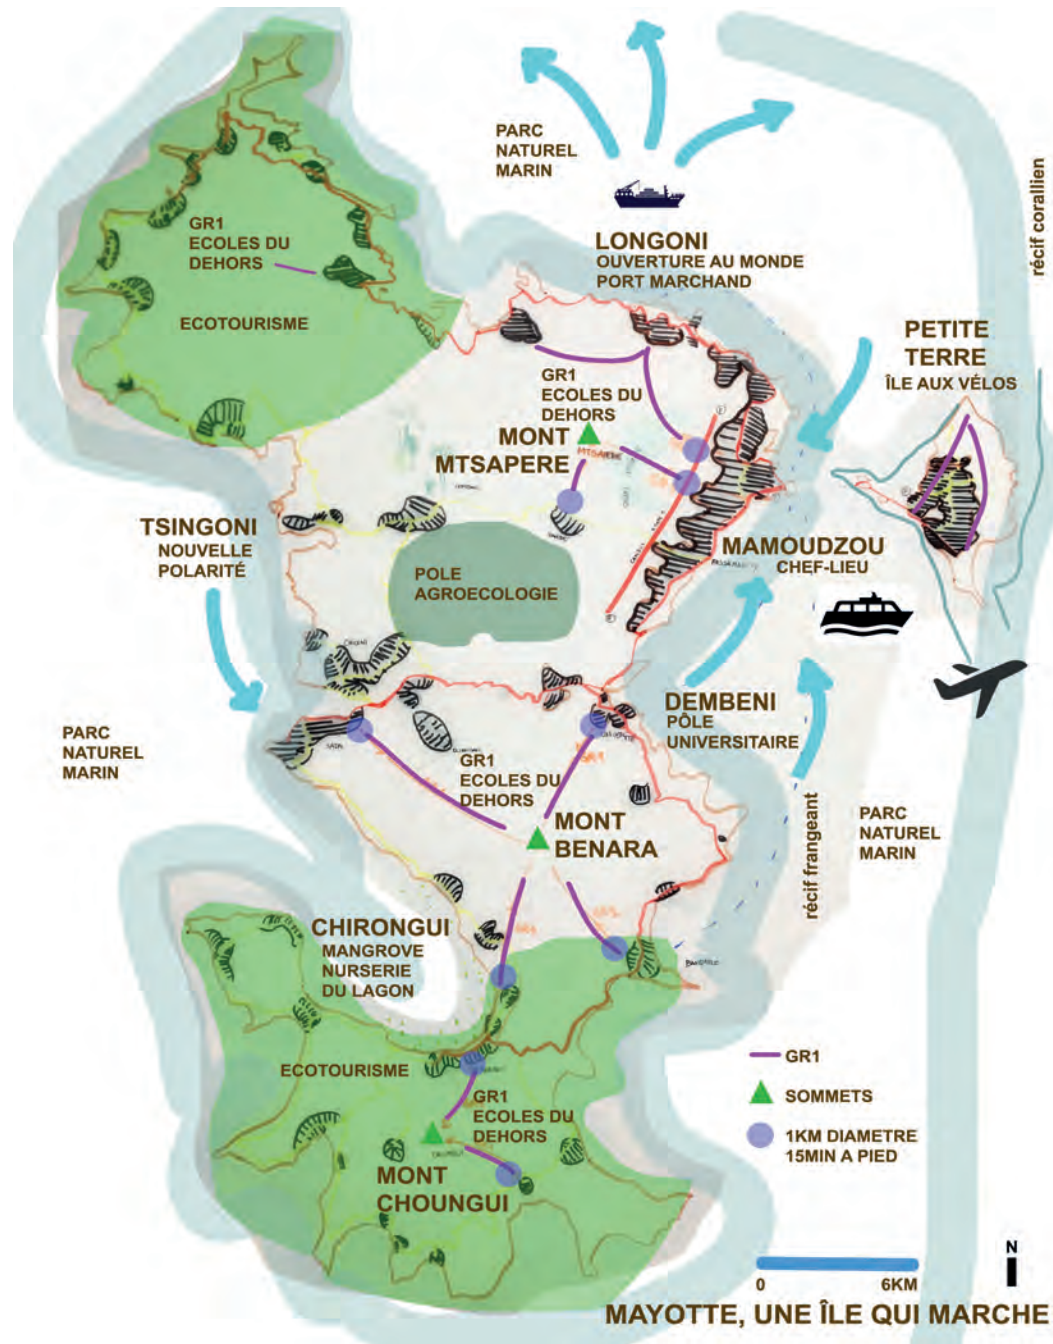 PARC
NATUREL
MARIN
récif corallien
LONGONI
OUVERTURE AU MONDE
PORT MARCHAND
GR1
ECOLES DU
DEHORS
ECOTOURISME
PETITE
TERRE
ÎLE AUX VÉLOS
GR1
ECOLES DU
DEHORS
MONT
MTSAPERE
MTSAPERE
TSINGONI
NOUVELLE
POLARITÉ
POLE
AGROECOLOGIE
MAMOUDZOU
CHEF-LIEU
DEMBENI
PÔLE
UNIVERSITAIRE
PARC
NATUREL
MARIN
GR1
ECOLES DU
DEHORS
GR1
MONT
BENARA
récif frangeant
PARC
NATUREL
MARIN
CHIRONGUI
MANGROVE
NURSERIE
DU LAGON
ECOTOURISME
GR1
ECOLES DU
DEHORS
MONT
CHOUNGUI
GR1
SOMMETS
1KM DIAMETRE
15MIN A PIED
N
0
6KM
MAYOTTE, UNE ÎLE QUI MARCHE